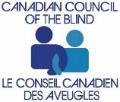 CANADIAN COUNCIL
OF THE BLIND
LE CONSEIL CANADIEN
DES AVEUGLES